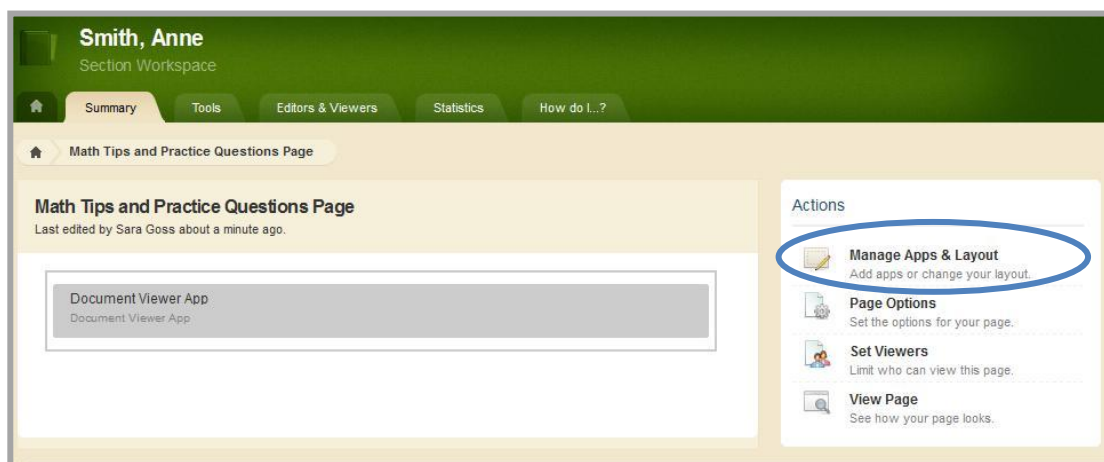 Smith, Anne
Section Workspace
Summary Tools Editors & Viewers Statistics How do I...?
Math Tips and Practice Questions Page
Math Tips and Practice Questions Page
Last edited by Sara Goss about a minute ago.
Document Viewer App
Document Viewer App
Actions
Manage Apps & Layout
Add apps or change your layout.
Page Options
Set the options for your page.
Set Viewers
Limit who can view this page.
View Page
See how your page looks.